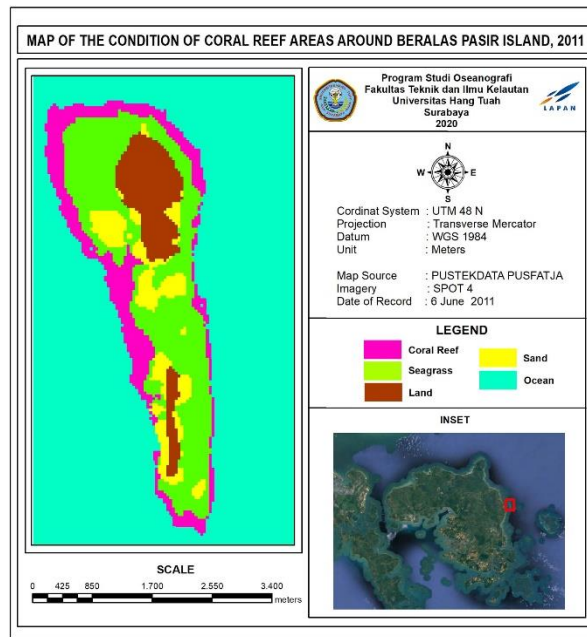 MAP OF THE CONDITION OF CORAL REEF AREAS AROUND BERALAS PASIR ISLAND, 2011
Program Studi Oseanografi
Fakultas Teknik dan Ilmu Kelautan
Universitas Hang Tuah
Surabaya
2020
LAPAN
N
W E
S
Cordinat System : UTM 48 N
Projection : Transverse Mercator
Datum : WGS 1984
Unit : Meters
Map Source : PUSTEKDATA PUSFATJA
Imagery : SPOT 4
Date of Record : 6 June 2011
LEGEND
Coral Reef
Seagrass
Land
Sand
Ocean
INSET
SCALE
0 425 850 1.700 2.550 3.400
meters